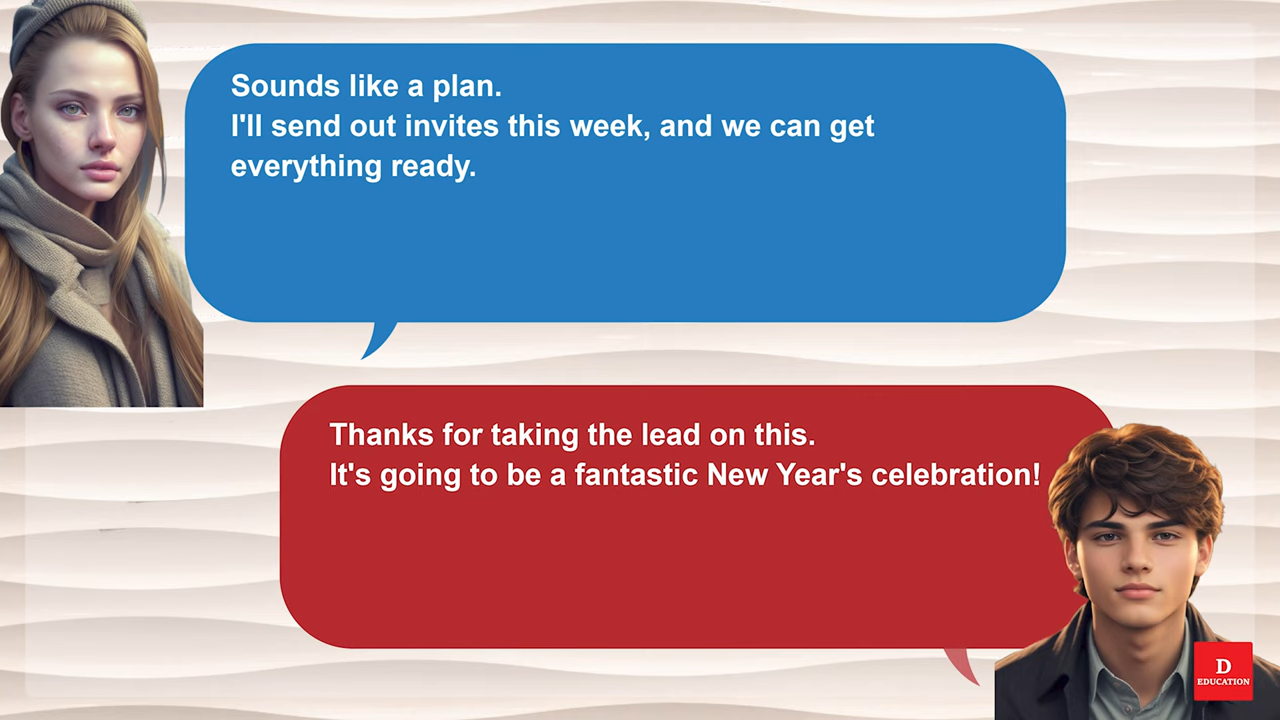 Sounds like a plan.
I'll send out invites this week, and we can get
everything ready.
Thanks for taking the lead on this.
It's going to be a fantastic New Year's celebration!
D
EDUCATION